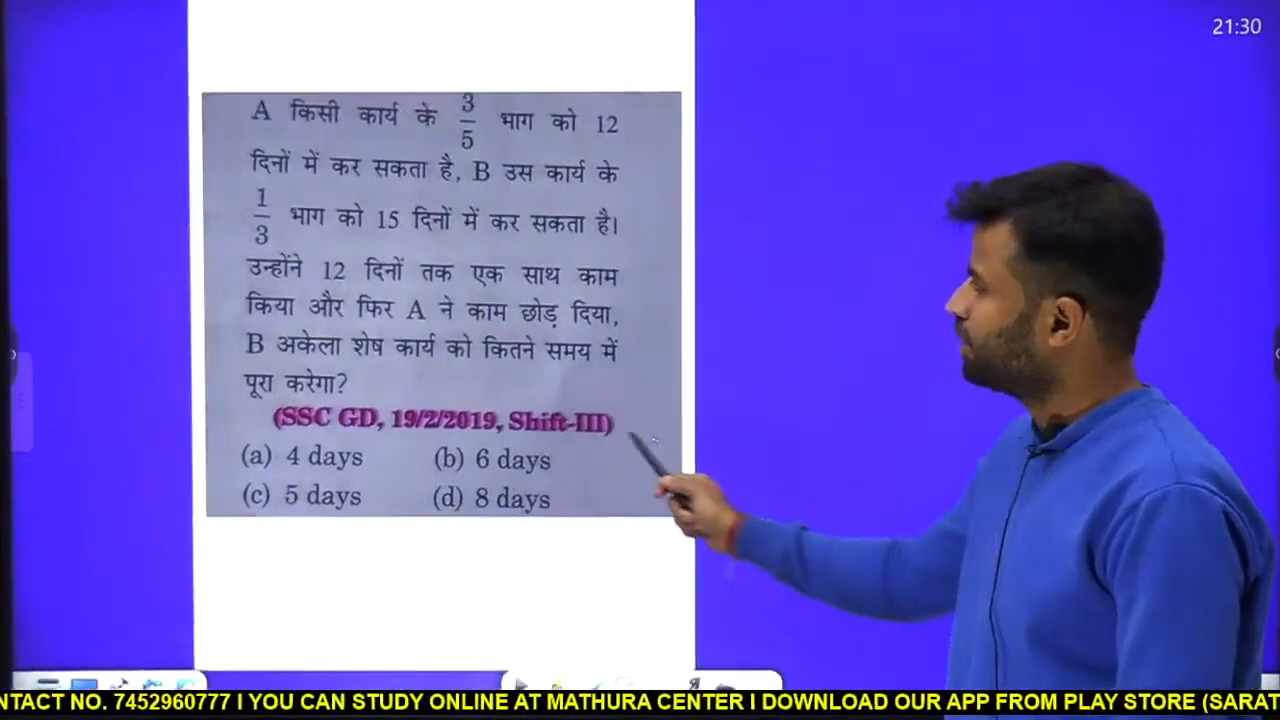 21:30
A किसी कार्य के 3/5 भाग को 12
दिनों में कर सकता है, B उस कार्य के
1/3 भाग को 15 दिनों में कर सकता है।
उन्होंने 12 दिनों तक एक साथ काम
किया और फिर A ने काम छोड़ दिया,
B अकेला शेष कार्य को कितने समय में
पूरा करेगा?
(SSC GD, 19/2/2019, Shift-III)
(a) 4 days (b) 6 days
(c) 5 days (d) 8 days
NTACT NO. 7452960777 I YOU CAN STUDY ONLINE AT MATHURA CENTER I DOWNLOAD OUR APP FROM PLAY STORE (SARAT